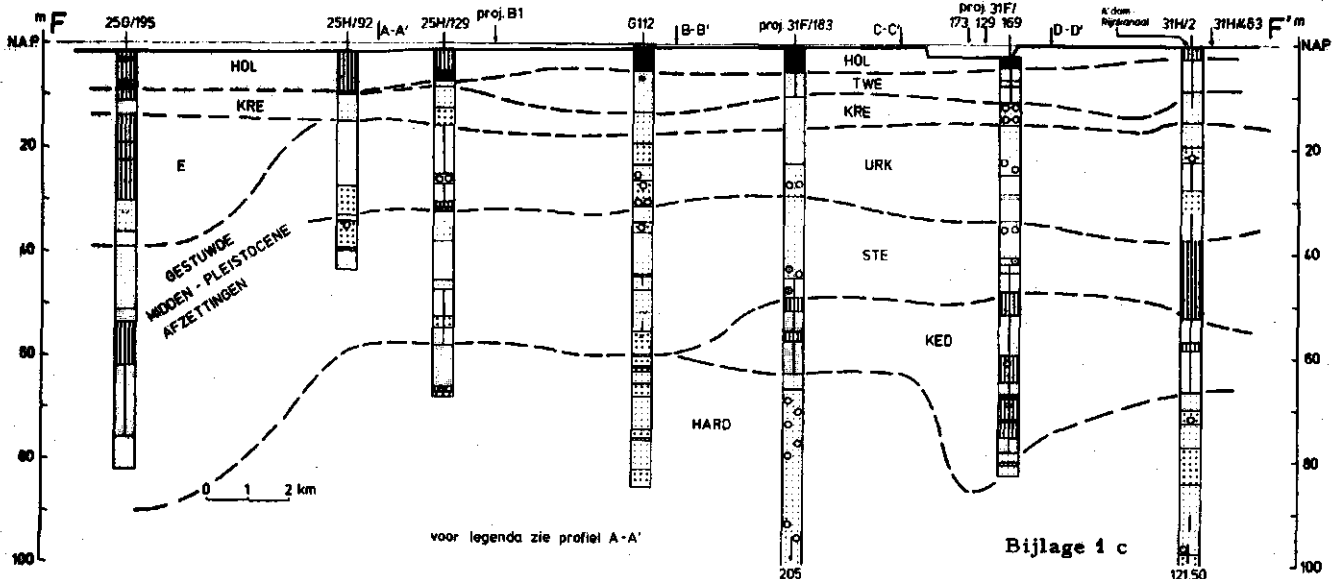 m F
25G/195
25H/92
A-A'
25H/129
proj. B1
G112
B-B'
proj. 31F/183
C-C'
proj. 31F/
173 129 169
D-D'
A'dam-
Rijnkanaal
31H/2
F' m
NAP
NAP
HOL
HOL
TWE
KRE
KRE
20
E
URK
20
40
GESTUWDE
MIDDEN - PLEISTOCENE
AFZETTINGEN
STE
40
60
KED
60
HARD
80
0 1 2 km
80
voor legenda zie profiel A-A'
Bijlage 1 c
100
205
121.50
100